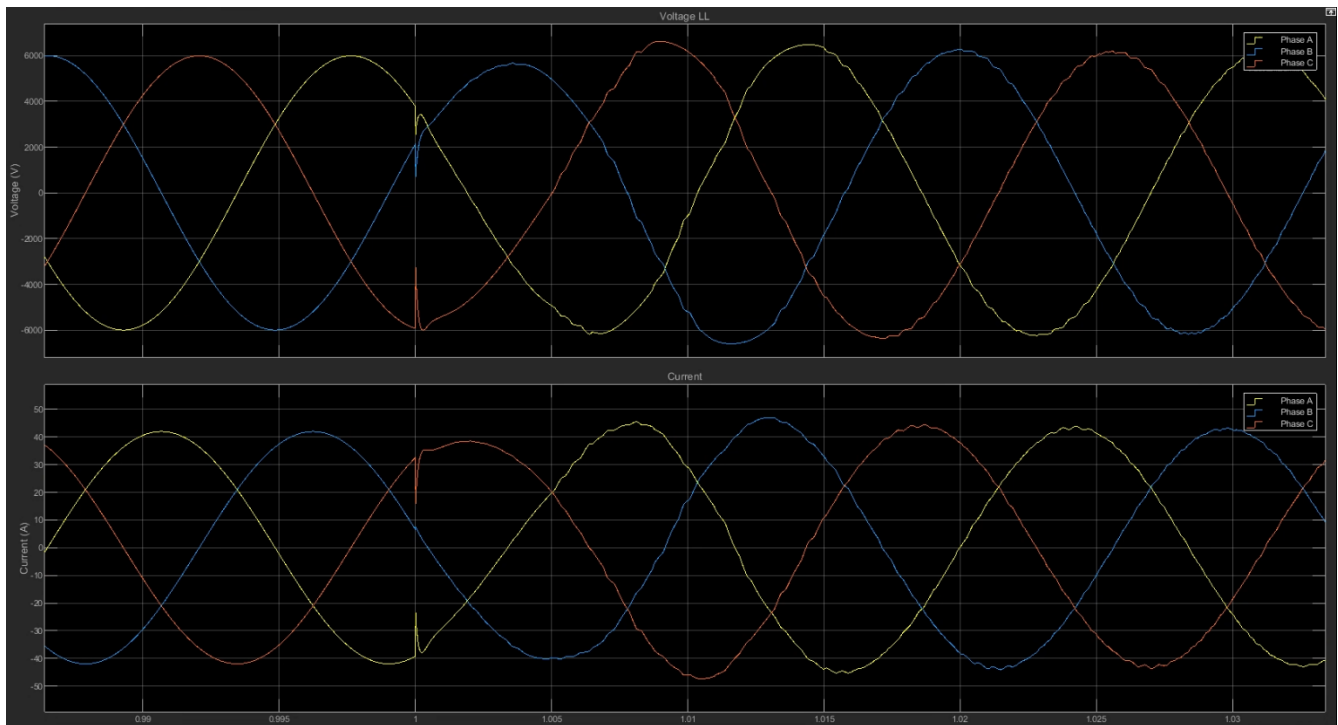 Voltage LL
Voltage (V)
6000
4000
2000
0
-2000
-4000
-6000
Phase A
Phase B
Phase C
Current
Current (A)
50
40
30
20
10
0
-10
-20
-30
-40
-50
Phase A
Phase B
Phase C
0.99
0.995
1
1.005
1.01
1.015
1.02
1.025
1.03